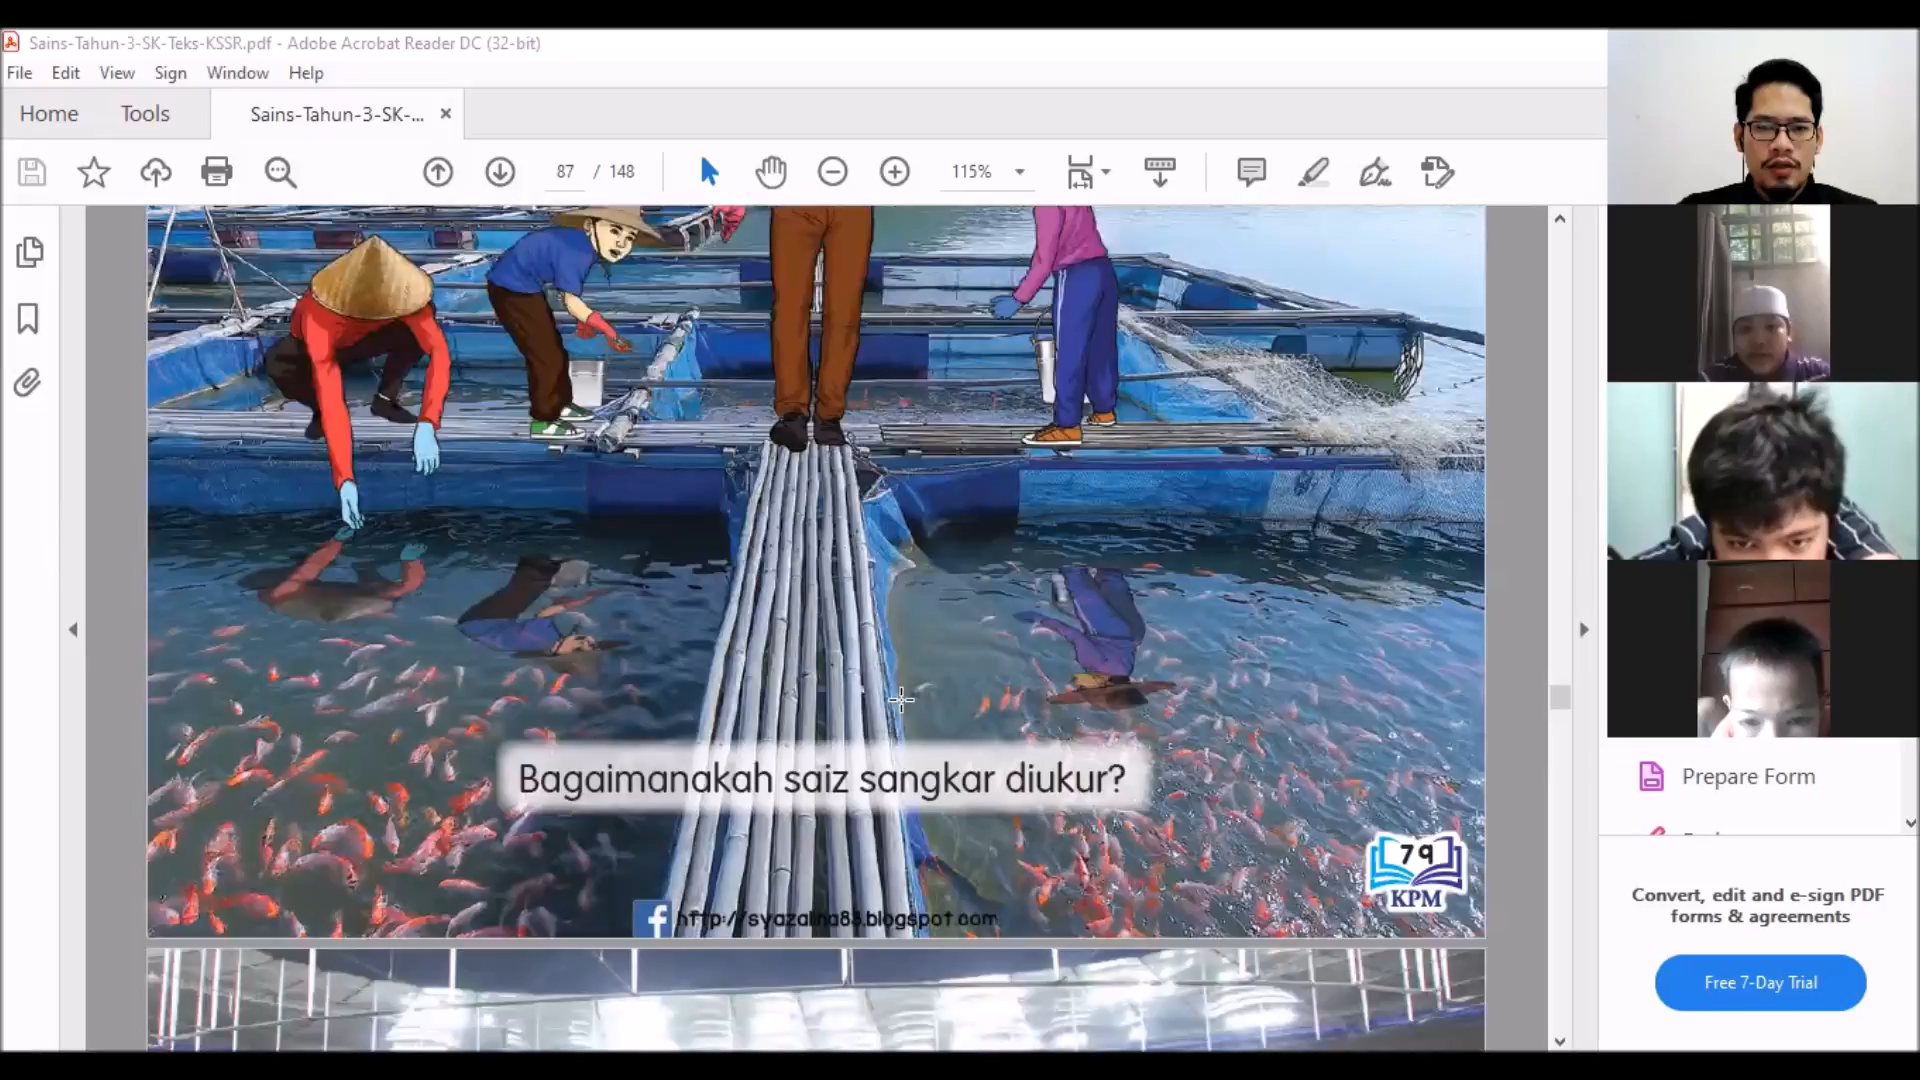 Sains-Tahun-3-SK-Teks-KSSR.pdf - Adobe Acrobat Reader DC (32-bit)
File Edit View Sign Window Help
Home Tools Sains-Tahun-3-SK-... ×
87 / 148 115%
Bagaimanakah saiz sangkar diukur?
79
KPM
f http://syazalina83.blogspot.com
Prepare Form
Convert, edit and e-sign PDF
forms & agreements
Free 7-Day Trial